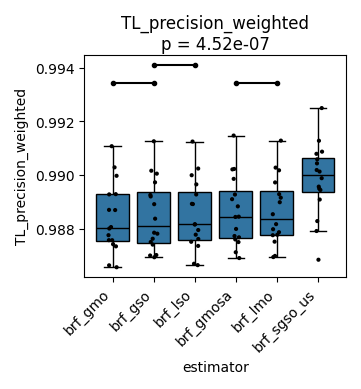 TL_precision_weighted
p = 4.52e-07
0.994
0.992
0.990
0.988
TL_precision_weighted
brf_gmo
brf_gso
brf_lso
brf_gmosa
brf_lmo
brf_sgso_us
estimator